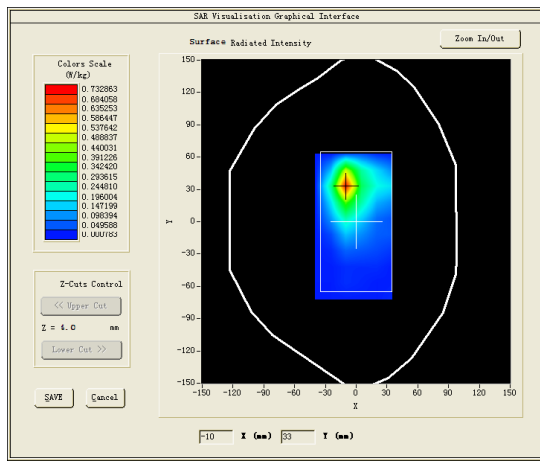 SAR Visualisation Graphical Interface
Surface Radiated Intensity
Zoom In/Out
Colors Scale
(W/kg)
0.732863
0.684058
0.635253
0.586447
0.537642
0.488837
0.440031
0.391226
0.342420
0.293615
0.244810
0.196004
0.147199
0.098394
0.049588
0.000783
Z-Cuts Control
<< Upper Cut
Z = 4.0 mm
Lower Cut >>
SAVE Cancel
150
120
90
60
30
0
-30
-60
-90
-120
-150
Y
-150 -120 -90 -60 -30 0 30 60 90 120 150
X
-10 X (mm) 33 Y (mm)